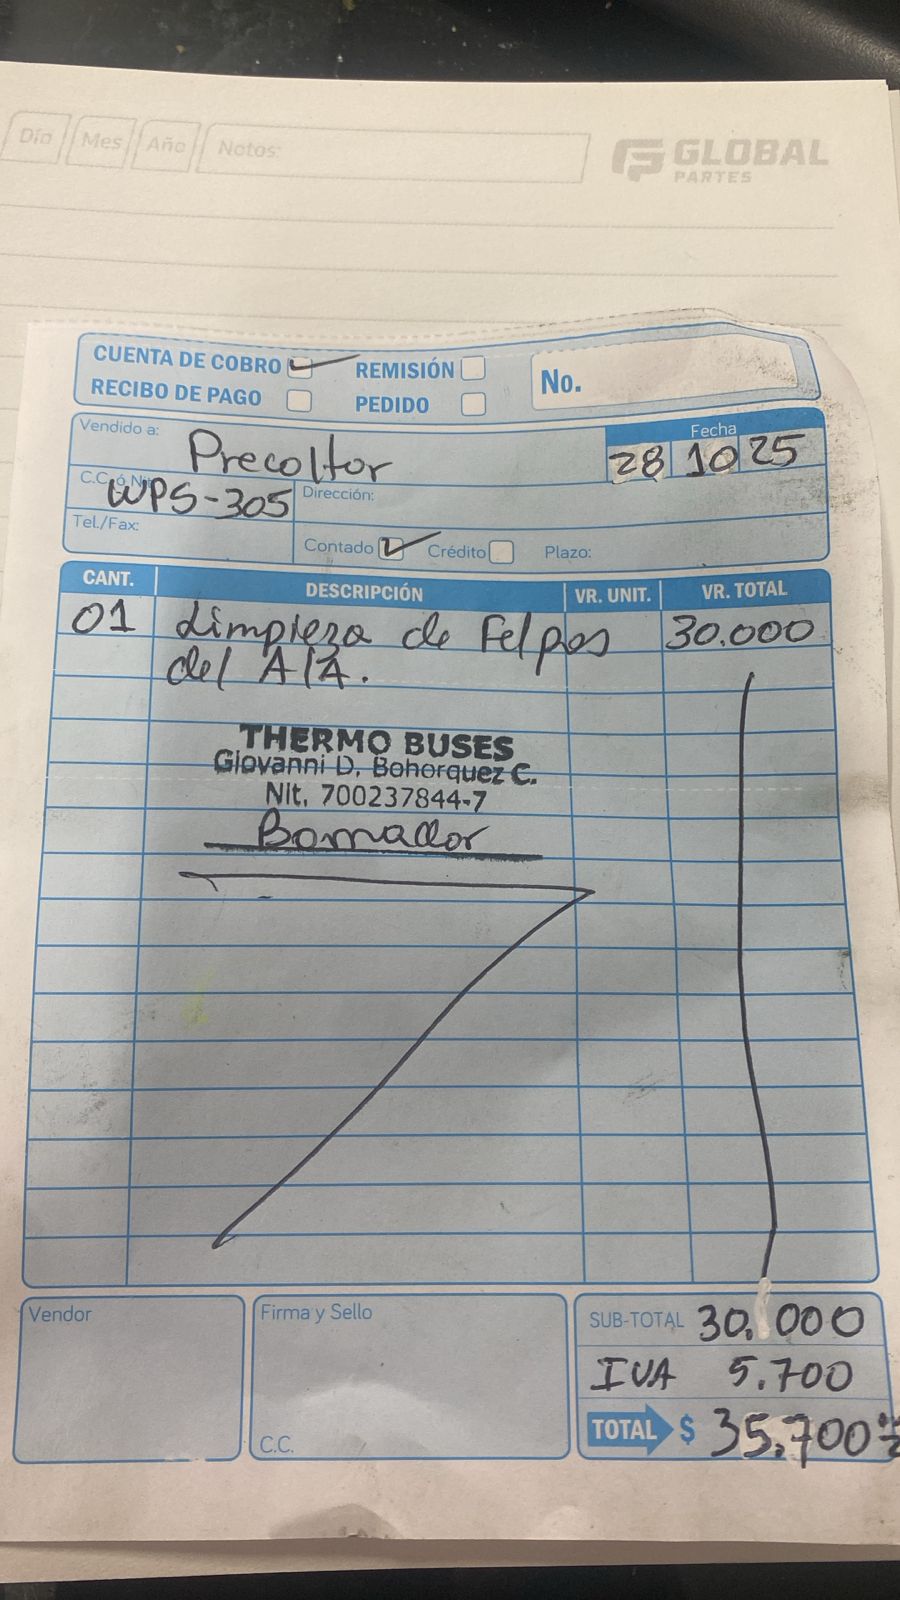 Día Mes Año Notos: GLOBAL
PARTES
CUENTA DE COBRO REMISIÓN No.
RECIBO DE PAGO PEDIDO
Vendido a: Precoltor Fecha
28 10 25
C.C. ó Nit WPS-305 Dirección:
Tel./Fax: Contado Crédito Plazo:
CANT. DESCRIPCIÓN VR. UNIT. VR. TOTAL
01 Limpieza de Felpas 30.000
del A/A.
THERMO BUSES
Giovanni D. Bohorquez C.
Nit. 700237844-7
Vendor Firma y Sello SUB-TOTAL 30.000
IVA 5.700
C.C. TOTAL $ 35.700